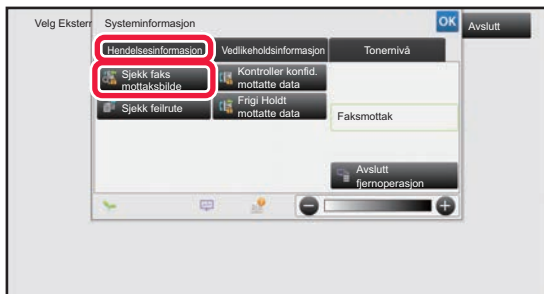 Velg Ekstern
Systeminformasjon
OK
Avslutt
Hendelsesinformasjon
Vedlikeholdsinformasjon
Tonernivå
Sjekk faks
mottaksbilde
Kontroller konfid.
mottatte data
Sjekk feilrute
Frigi Holdt
mottatte data
Faksmottak
Avslutt
fjernoperasjon